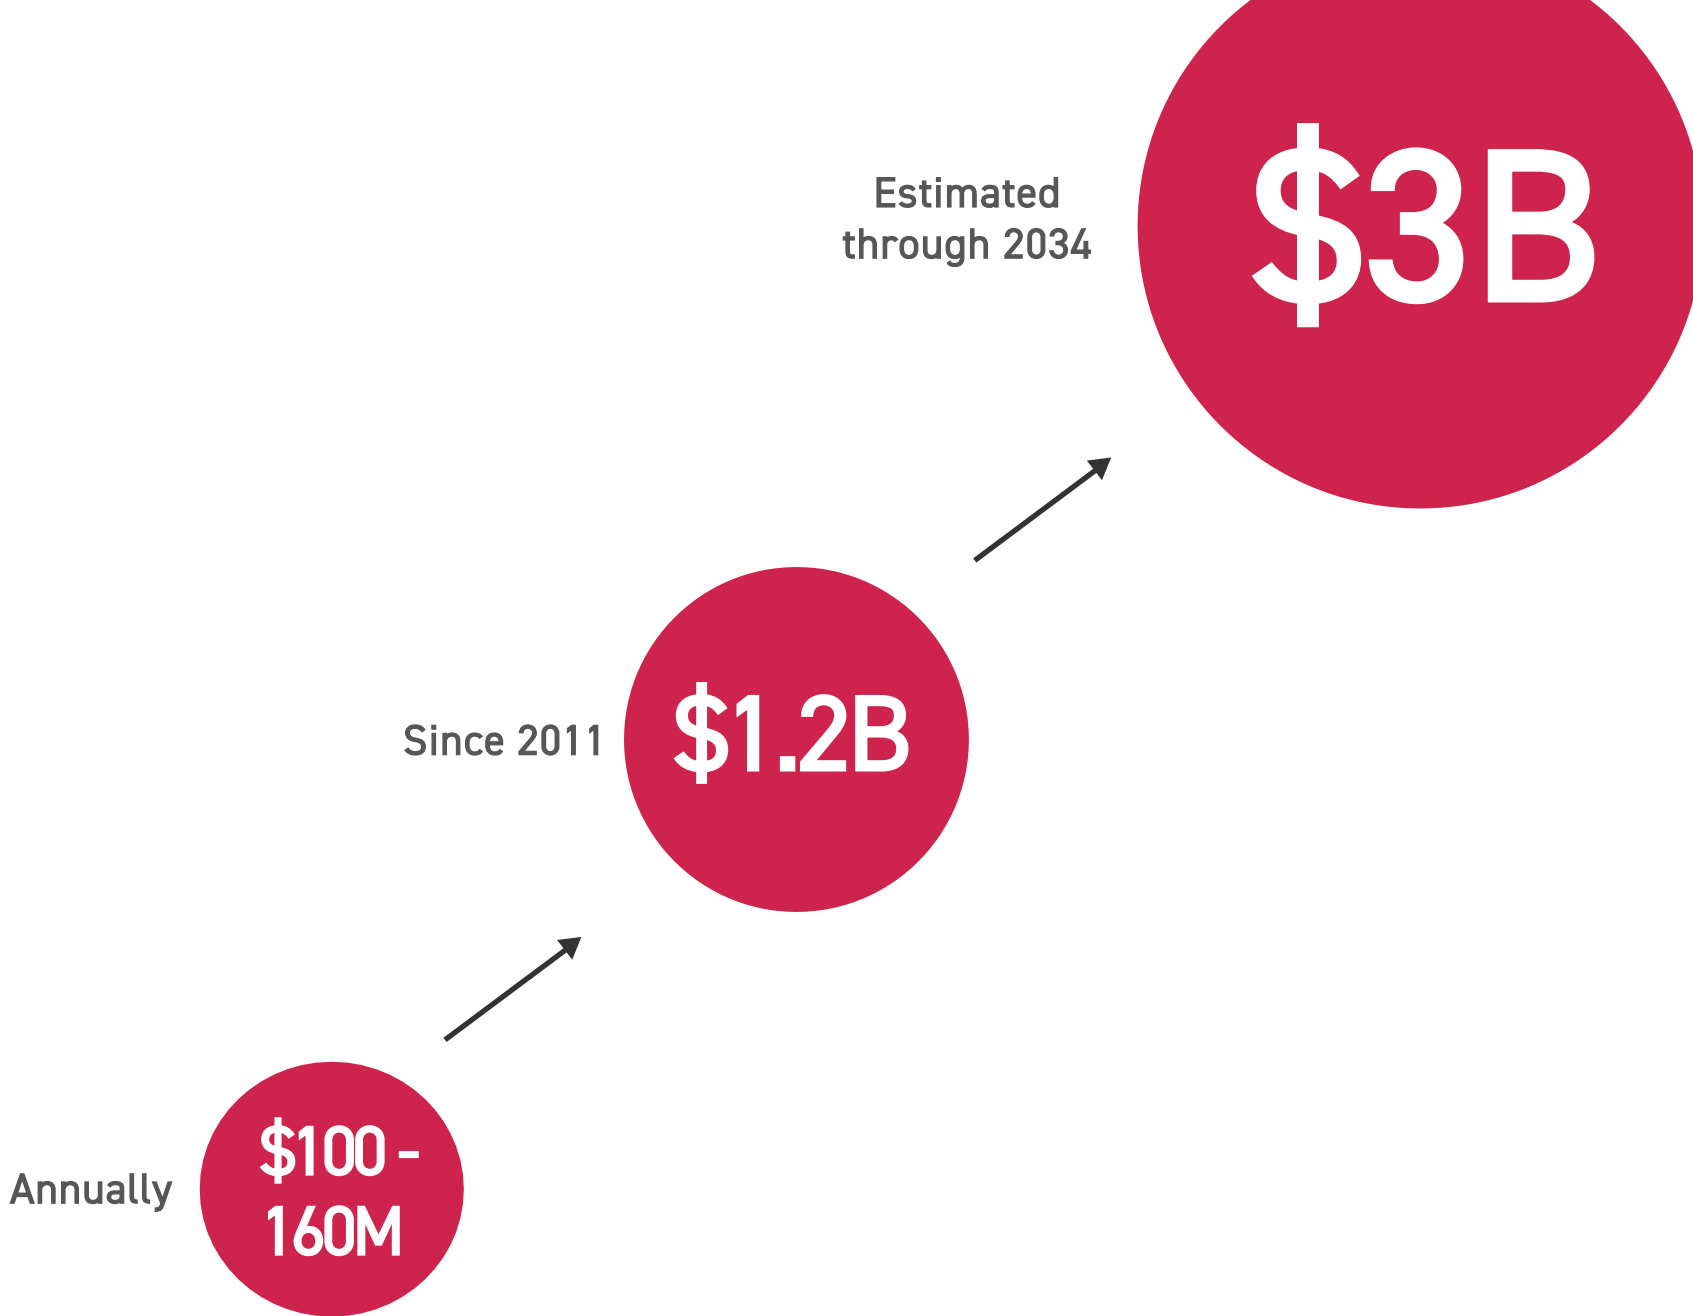 Estimated
through 2034
$3B
Since 2011
$1.2B
Annually
$100 -
160M